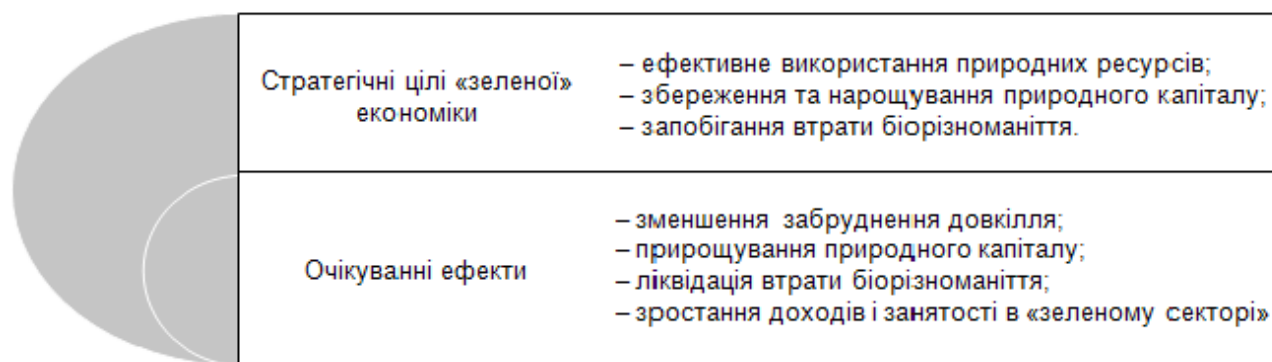 Стратегічні цілі «зеленої»
економіки
– ефективне використання природних ресурсів;
– збереження та нарощування природного капіталу;
– запобігання втрати біорізноманіття.
Очікуванні ефекти
– зменшення забруднення довкілля;
– прирощування природного капіталу;
– ліквідація втрати біорізноманіття;
– зростання доходів і занятості в «зеленому секторі»